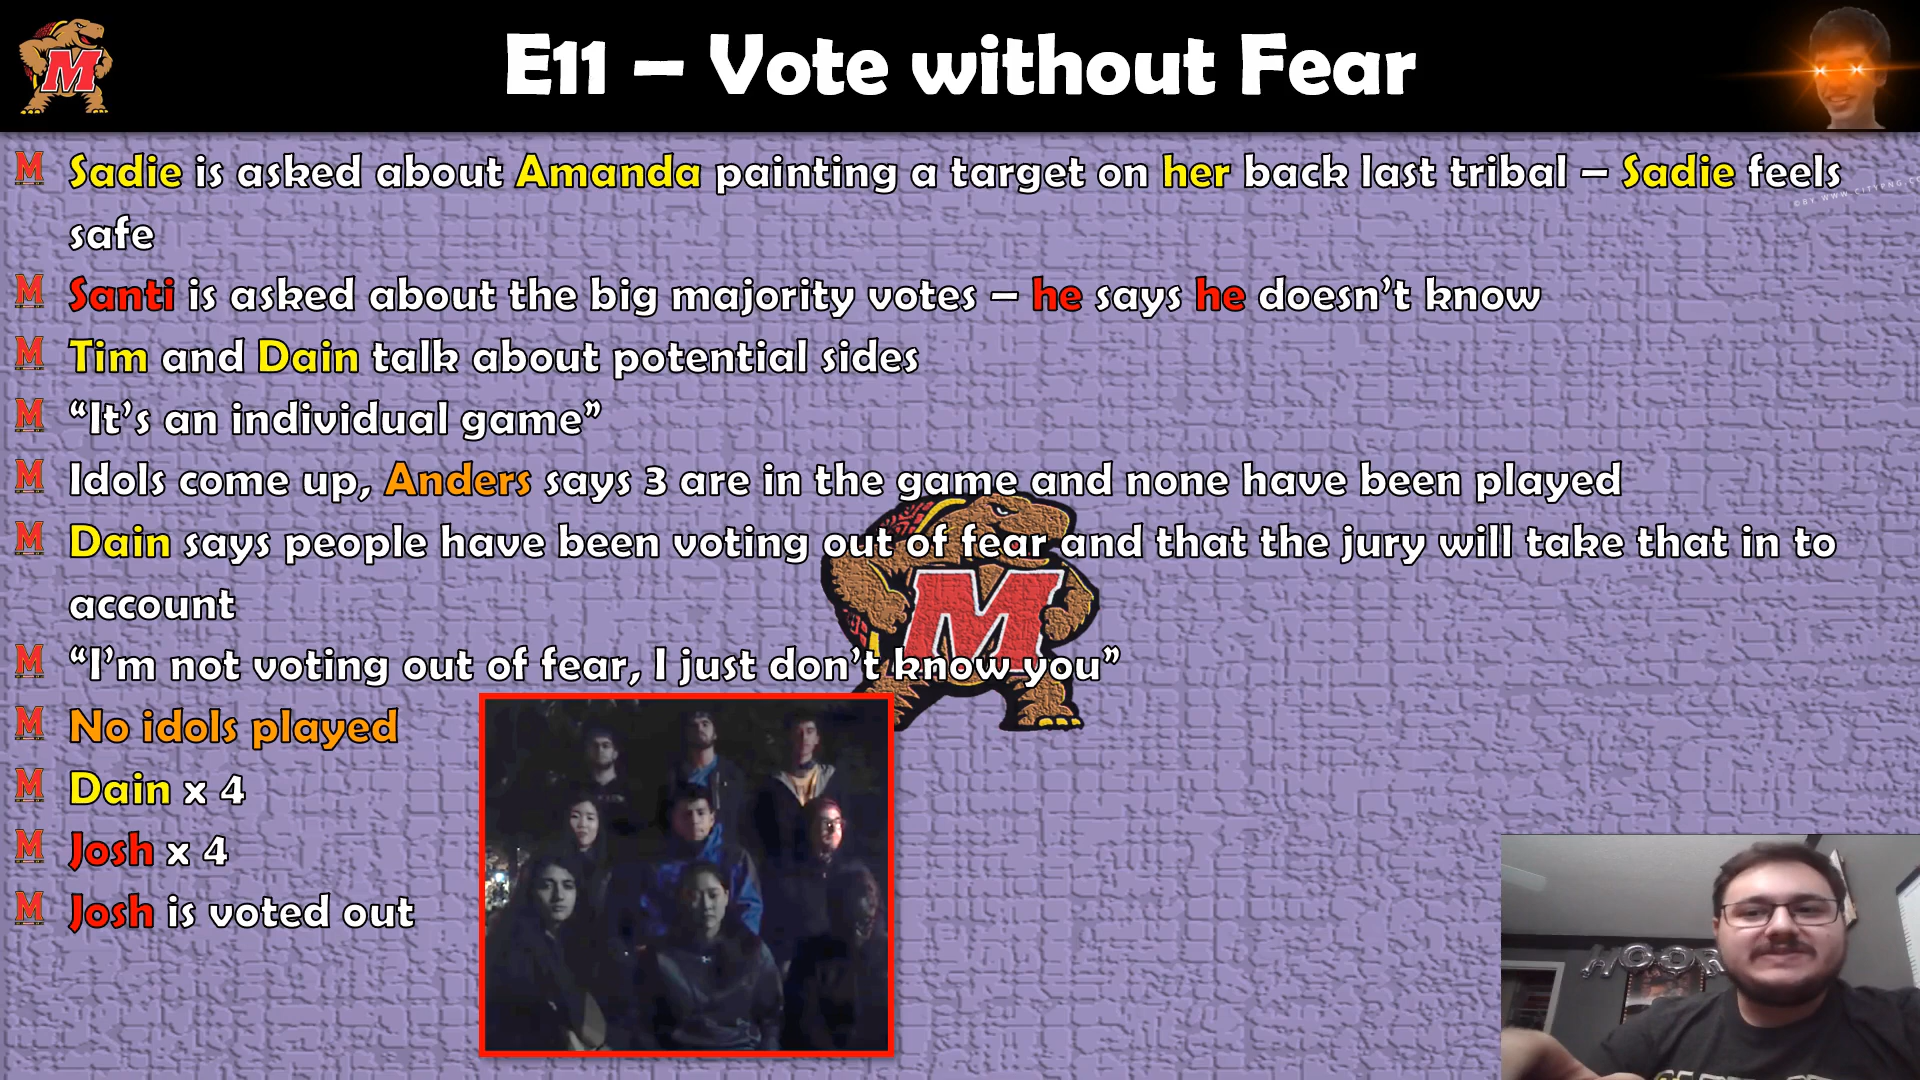 E11 – Vote without Fear
M
Sadie is asked about Amanda painting a target on her back last tribal – Sadie feels
©BY WWW.CITYPNG.CO
safe
Santi is asked about the big majority votes – he says he doesn’t know
Tim and Dain talk about potential sides
“It’s an individual game”
Idols come up, Anders says 3 are in the game and none have been played
Dain says people have been voting out of fear and that the jury will take that in to
account
M
“I’m not voting out of fear, I just don’t know you”
No idols played
Dain x 4
Josh x 4
Josh is voted out